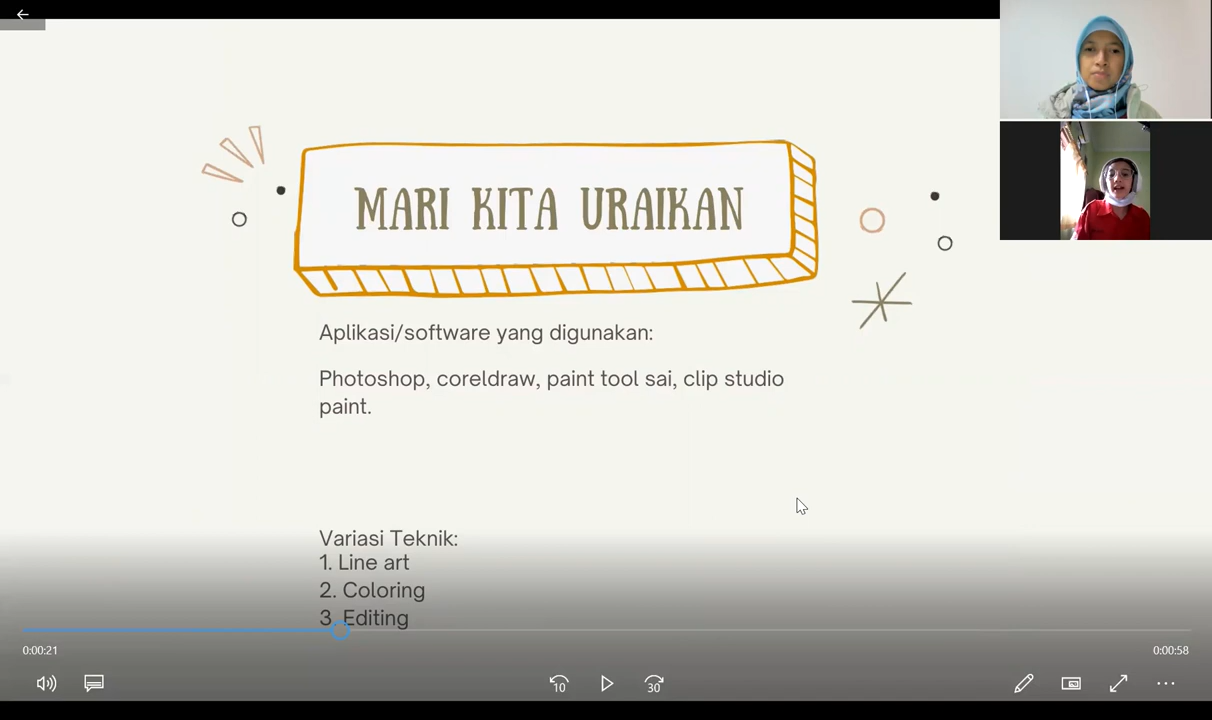 MARI KITA URAIKAN
Aplikasi/software yang digunakan:
Photoshop, coreldraw, paint tool sai, clip studio
paint.
Variasi Teknik:
1. Line art
2. Coloring
3. Editing
0:00:21
0:00:58
10
30